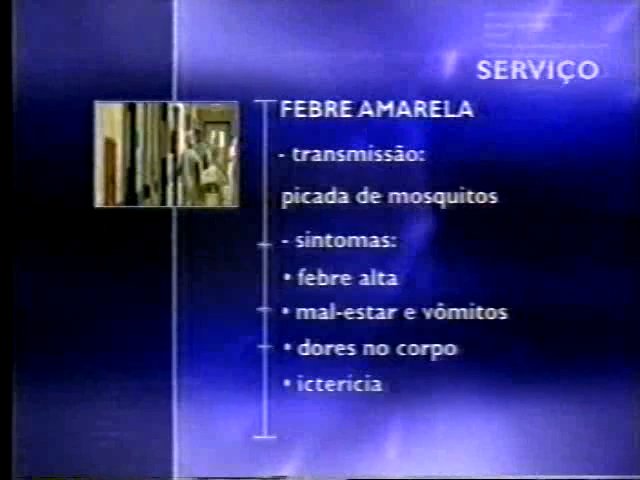 SERVIÇO
FEBRE AMARELA
- transmissão:
picada de mosquitos
- sintomas:
• febre alta
• mal-estar e vômitos
• dores no corpo
• icterícia